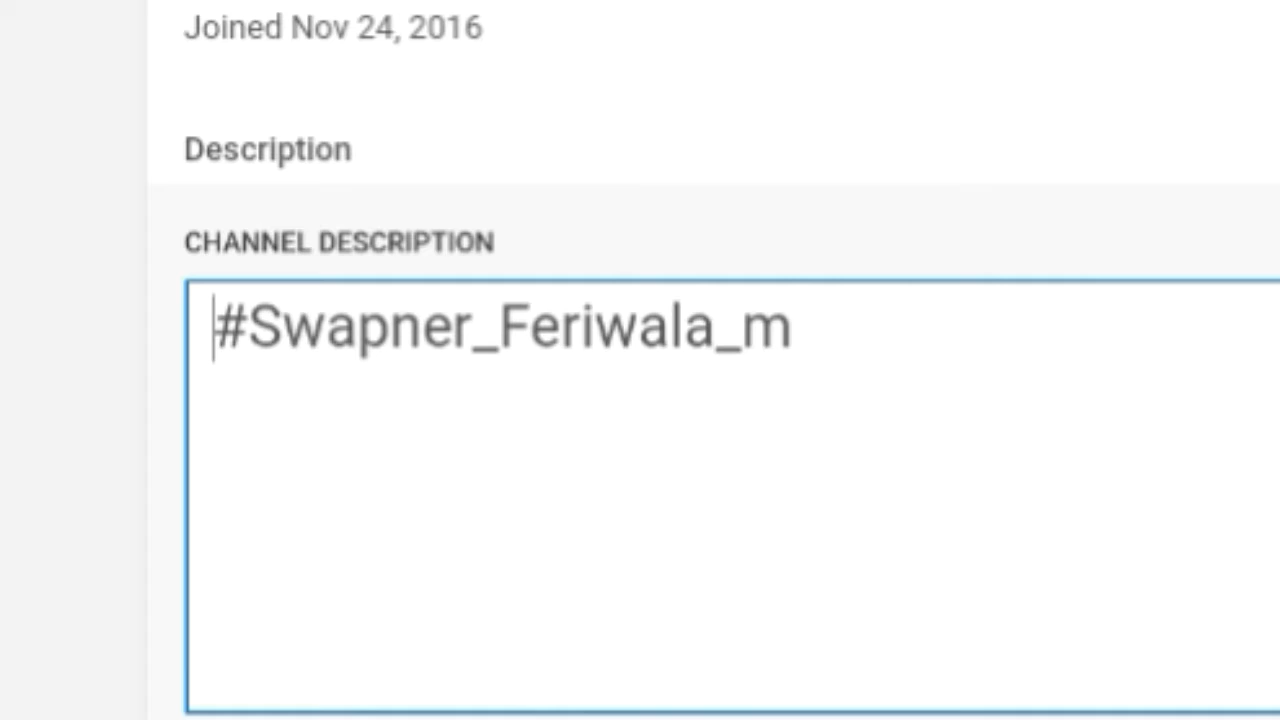 Joined Nov 24, 2016
Description
CHANNEL DESCRIPTION
#Swapner_Feriwala_m